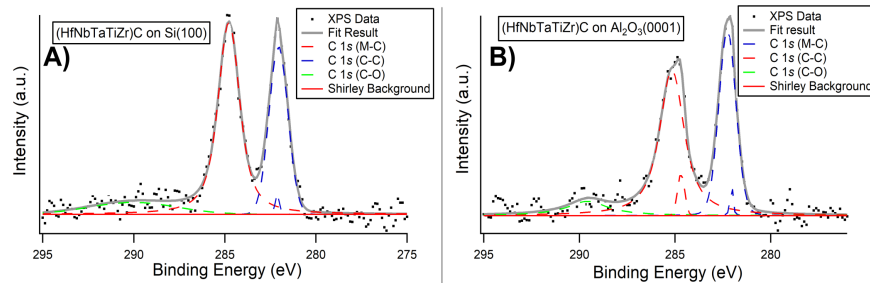 (HfNbTaTiZr)C on Si(100)
A)
XPS Data
Fit Result
C 1s (M-C)
C 1s (C-C)
C 1s (C-O)
Shirley Background
Intensity (a.u.)
295
290
285
280
275
Binding Energy (eV)
(HfNbTaTiZr)C on Al₂O₃(0001)
B)
XPS Data
Fit result
C 1s (M-C)
C 1s (C-C)
C 1s (C-O)
Shirley Background
Intensity (a.u.)
295
290
285
280
Binding Energy (eV)